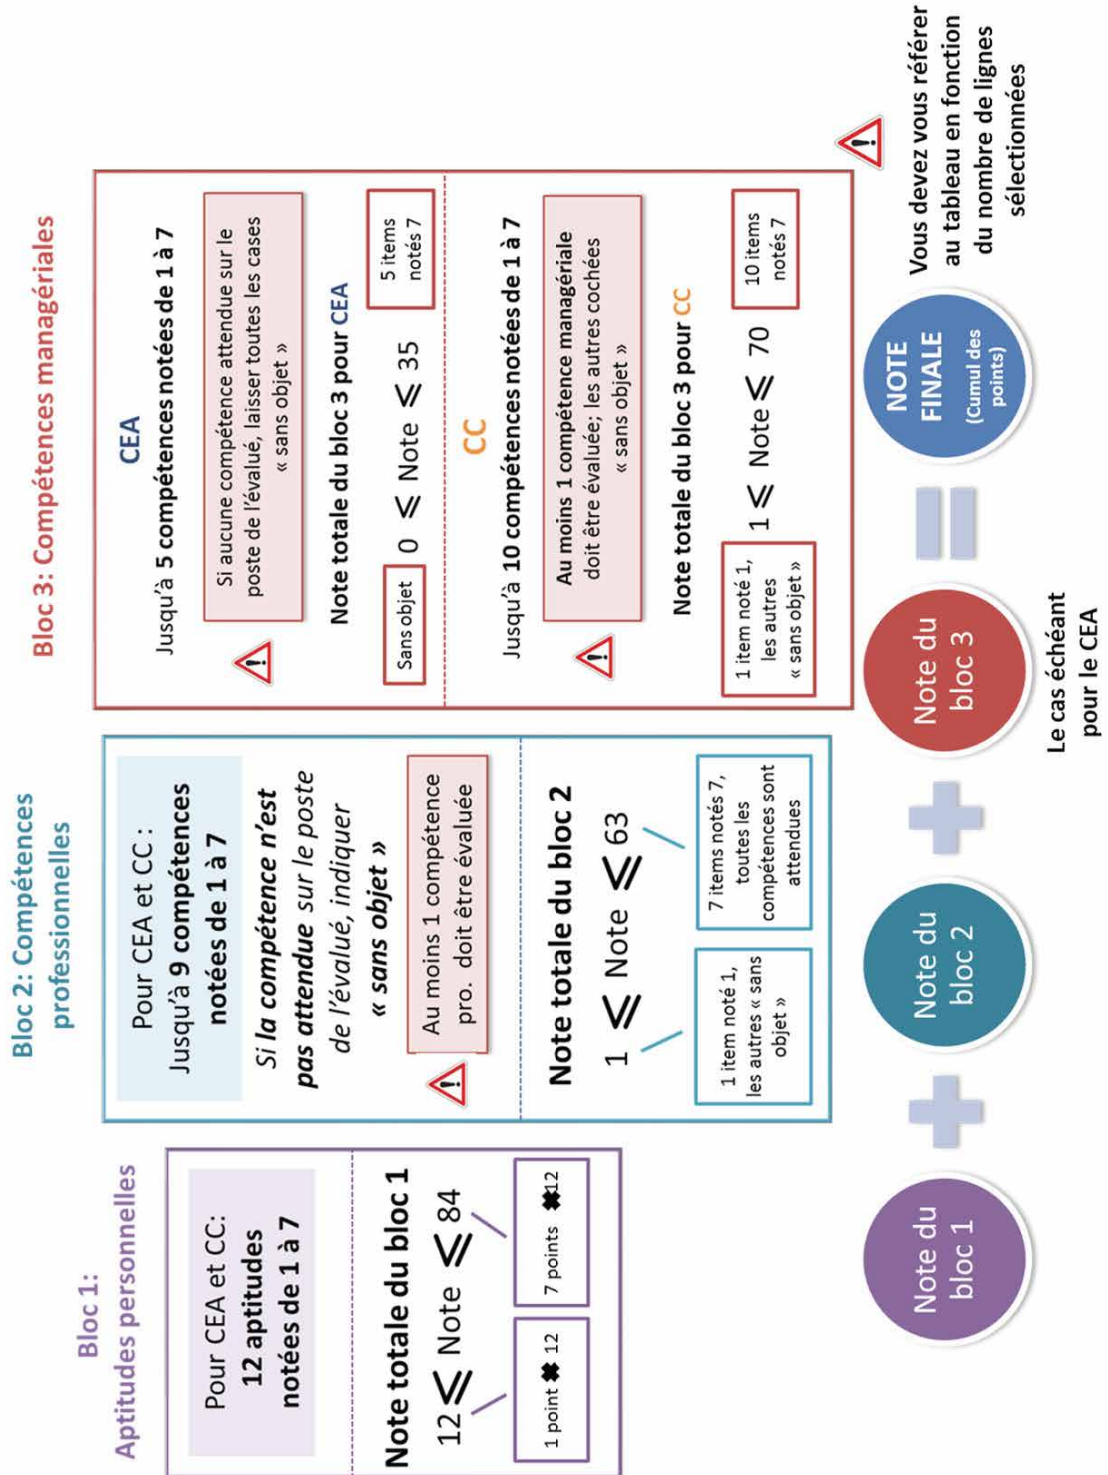 Bloc 1:
Aptitudes personnelles
Pour CEA et CC:
12 aptitudes
notées de 1 à 7
Note totale du bloc 1
12 ⩽ Note ⩽ 84
1 point ✖ 12
7 points ✖12
Bloc 2: Compétences
professionnelles
Pour CEA et CC :
Jusqu'à 9 compétences
notées de 1 à 7
Si la compétence n'est
pas attendue sur le poste
de l'évalué, indiquer
« sans objet »
Au moins 1 compétence
pro. doit être évaluée
Note totale du bloc 2
1 ⩽ Note ⩽ 63
1 item noté 1,
les autres « sans
objet »
7 items notés 7,
toutes les
compétences sont
attendues
Bloc 3: Compétences managériales
CEA
Jusqu'à 5 compétences notées de 1 à 7
Si aucune compétence attendue sur le
poste de l'évalué, laisser toutes les cases
« sans objet »
Note totale du bloc 3 pour CEA
Sans objet
0 ⩽ Note ⩽ 35
5 items
notés 7
CC
Jusqu'à 10 compétences notées de 1 à 7
Au moins 1 compétence managériale
doit être évaluée; les autres cochées
« sans objet »
Note totale du bloc 3 pour CC
1 item noté 1,
les autres
« sans objet »
1 ⩽ Note ⩽ 70
10 items
notés 7
Note du
bloc 1
Note du
bloc 2
Note du
bloc 3
Le cas échéant
pour le CEA
NOTE
FINALE
(Cumul des
points)
Vous devez vous référer
au tableau en fonction
du nombre de lignes
sélectionnées